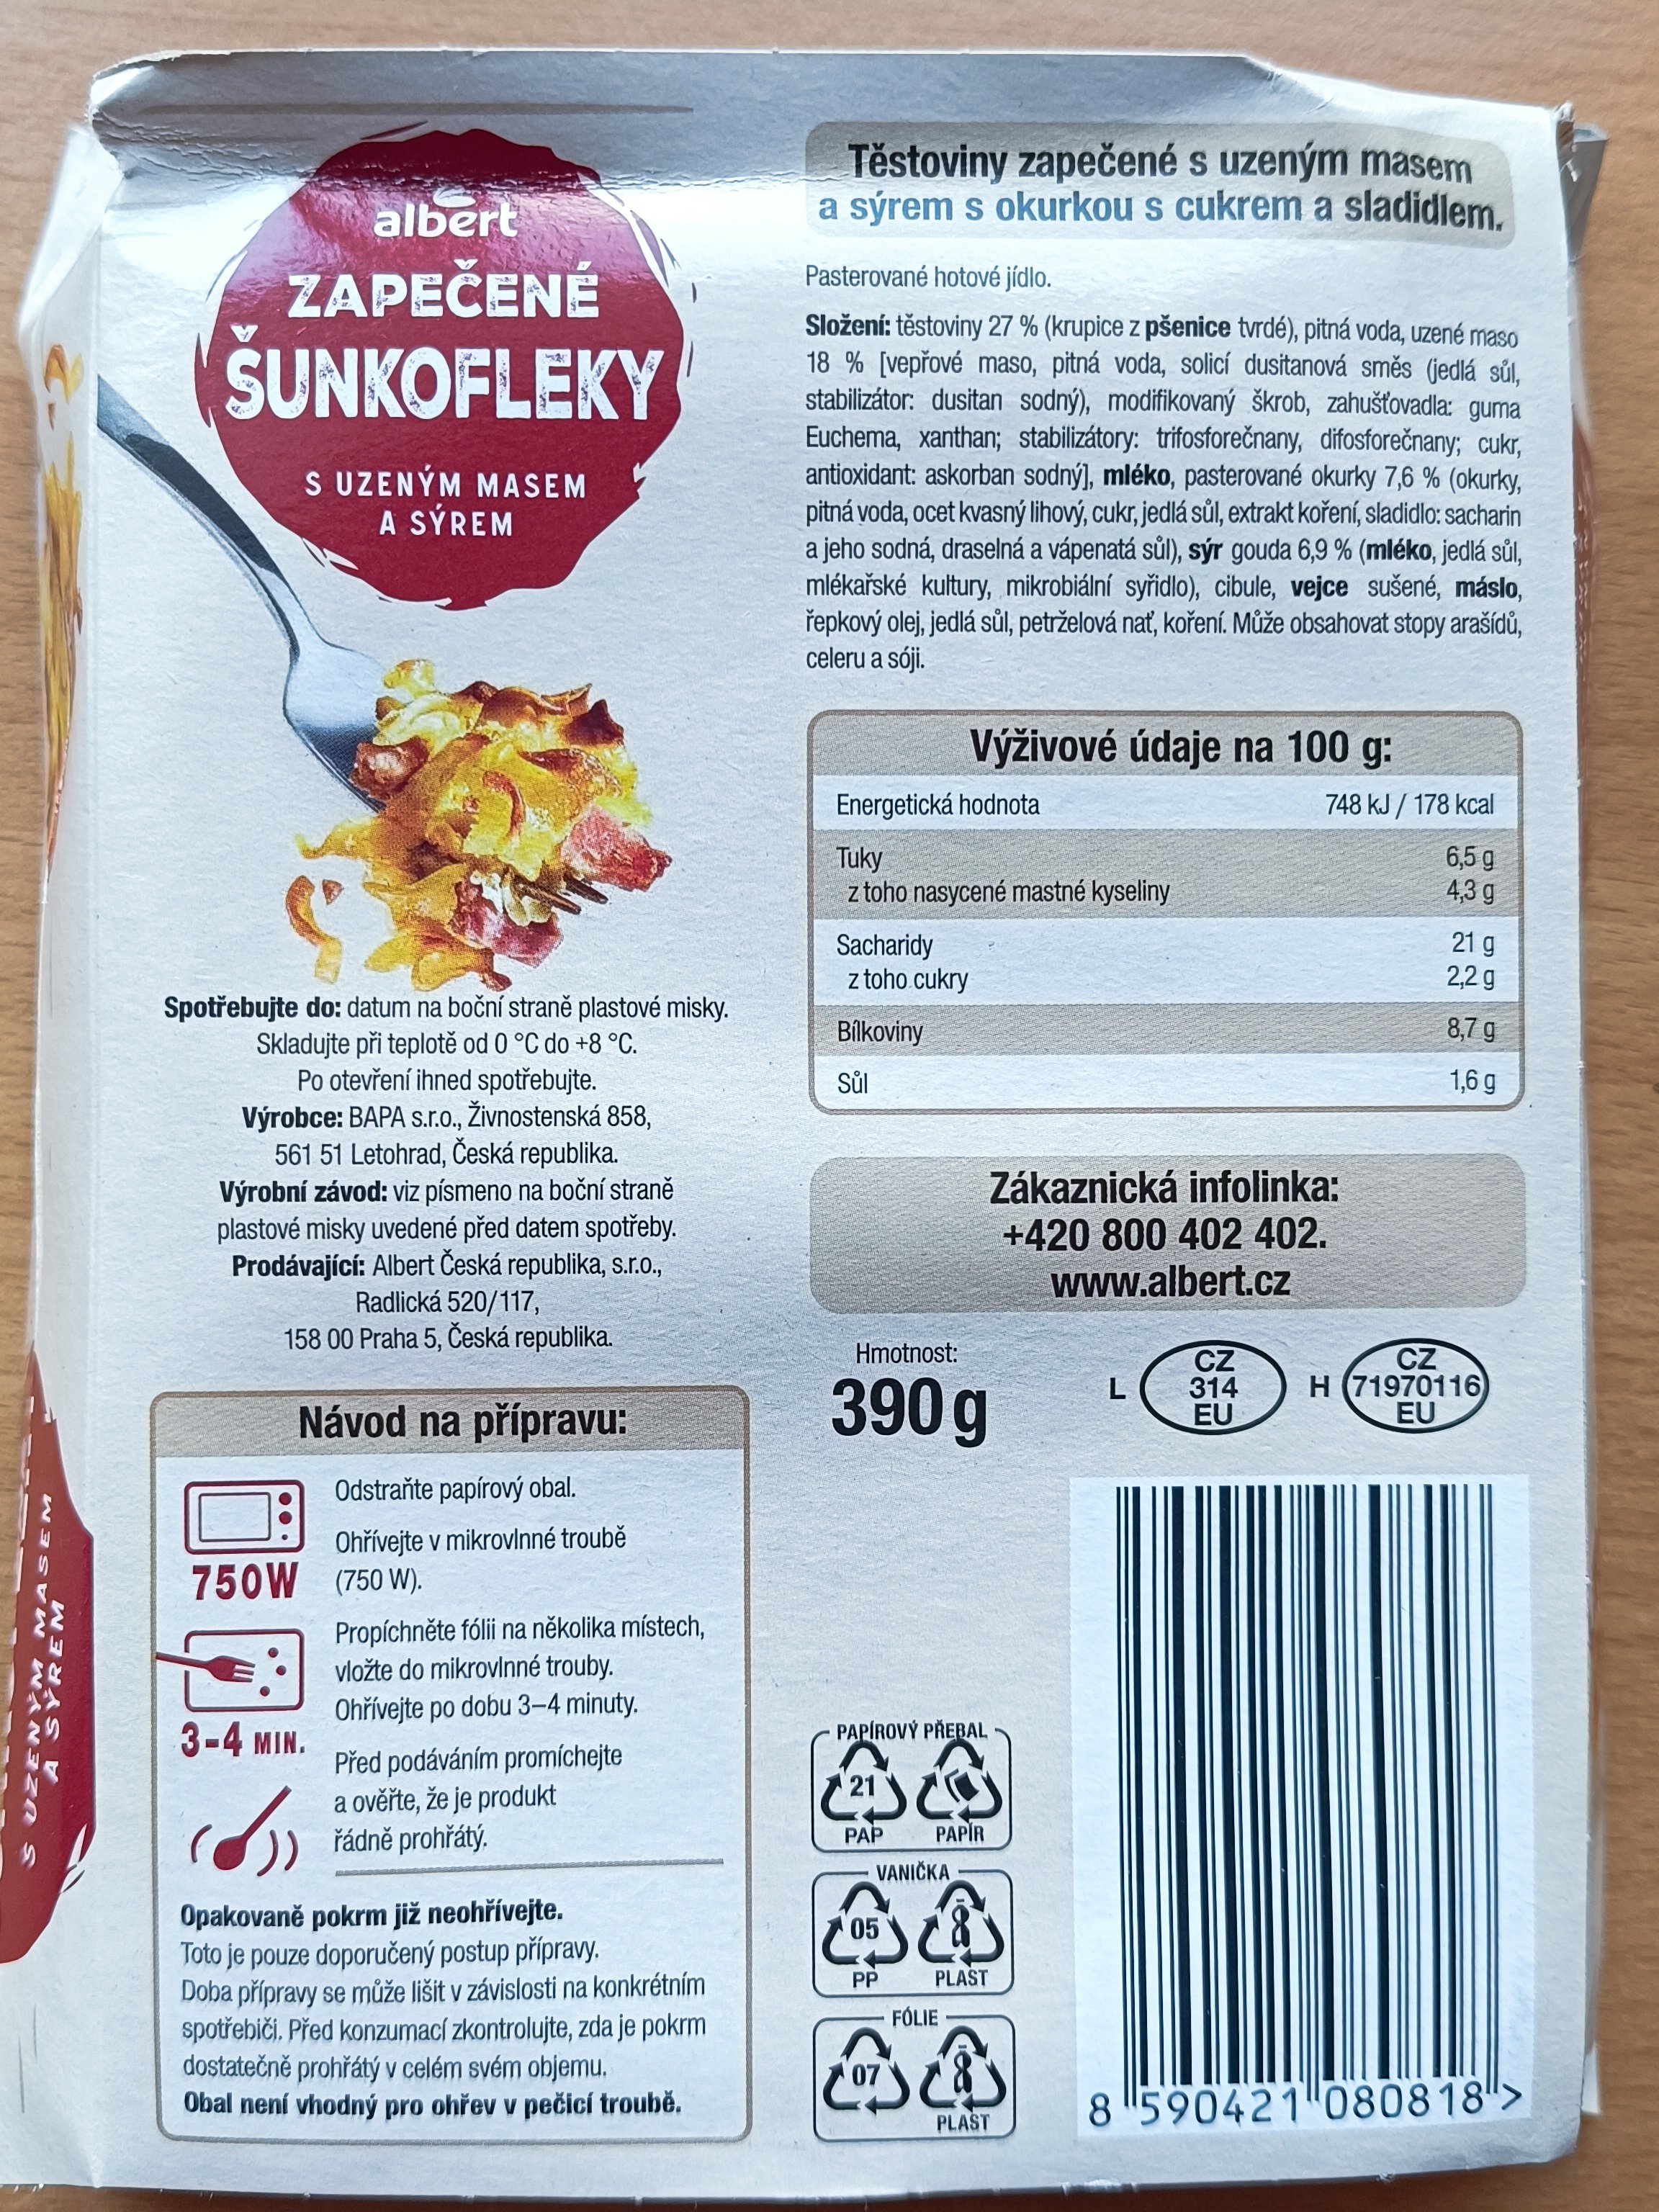 albert
ZAPEČENÉ
ŠUNKOFLEKY
S UZENÝM MASEM
A SÝREM
Spotřebujte do: datum na boční straně plastové misky.
Skladujte při teplotě od 0 °C do +8 °C.
Po otevření ihned spotřebujte.
Výrobce: BAPA s.r.o., Živnostenská 858,
561 51 Letohrad, Česká republika.
Výrobní závod: viz písmeno na boční straně
plastové misky uvedené před datem spotřeby.
Prodávající: Albert Česká republika, s.r.o.,
Radlická 520/117,
158 00 Praha 5, Česká republika.
Návod na přípravu:
Odstraňte papírový obal.
Ohřívejte v mikrovlnné troubě
750W (750 W).
Propíchněte fólii na několika místech,
vložte do mikrovlnné trouby.
Ohřívejte po dobu 3–4 minuty.
3-4 MIN.
Před podáváním promíchejte
a ověřte, že je produkt
řádně prohřátý.
Opakovaně pokrm již neohřívejte.
Toto je pouze doporučený postup přípravy.
Doba přípravy se může lišit v závislosti na konkrétním
spotřebiči. Před konzumací zkontrolujte, zda je pokrm
dostatečně prohřátý v celém svém objemu.
Obal není vhodný pro ohřev v pečicí troubě.
Těstoviny zapečené s uzeným masem
a sýrem s okurkou s cukrem a sladidlem.
Pasterované hotové jídlo.
Složení: těstoviny 27 % (krupice z pšenice tvrdé), pitná voda, uzené maso
18 % [vepřové maso, pitná voda, solicí dusitanová směs (jedlá sůl,
stabilizátor: dusitan sodný), modifikovaný škrob, zahušťovadla: guma
Euchema, xanthan; stabilizátory: trifosforečnany, difosforečnany; cukr,
antioxidant: askorban sodný], mléko, pasterované okurky 7,6 % (okurky,
pitná voda, ocet kvasný lihový, cukr, jedlá sůl, extrakt koření, sladidlo: sacharin
a jeho sodná, draselná a vápenatá sůl), sýr gouda 6,9 % (mléko, jedlá sůl,
mlékařské kultury, mikrobiální syřidlo), cibule, vejce sušené, máslo,
řepkový olej, jedlá sůl, petrželová nať, koření. Může obsahovat stopy arašídů,
celeru a sóji.
Výživové údaje na 100 g:
Energetická hodnota 748 kJ / 178 kcal
Tuky 6,5 g
z toho nasycené mastné kyseliny 4,3 g
Sacharidy 21 g
z toho cukry 2,2 g
Bílkoviny 8,7 g
Sůl 1,6 g
Zákaznická infolinka:
+420 800 402 402.
www.albert.cz
Hmotnost:
390 g
L CZ 314 EU
H CZ 71970116 EU
PAPÍROVÝ PŘEBAL
21
PAP PAPÍR
VANIČKA
05
PP PLAST
FÓLIE
07
PLAST
8 590421 080818 >
S UZENÝM MASEM
A SÝREM